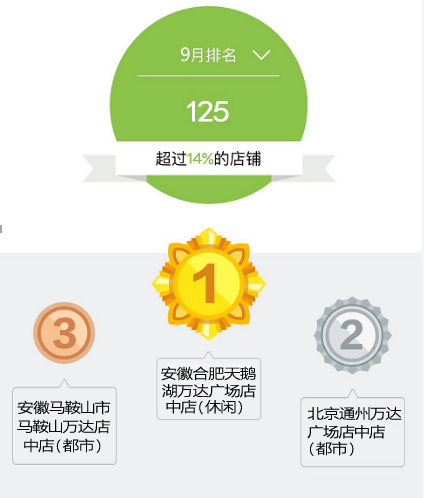 9月排名
125
超过14%的店铺
1
3
2
安徽合肥天鹅
湖万达广场店
中店(休闲)
安徽马鞍山市
马鞍山万达店
中店(都市)
北京通州万达
广场店中店
(都市)